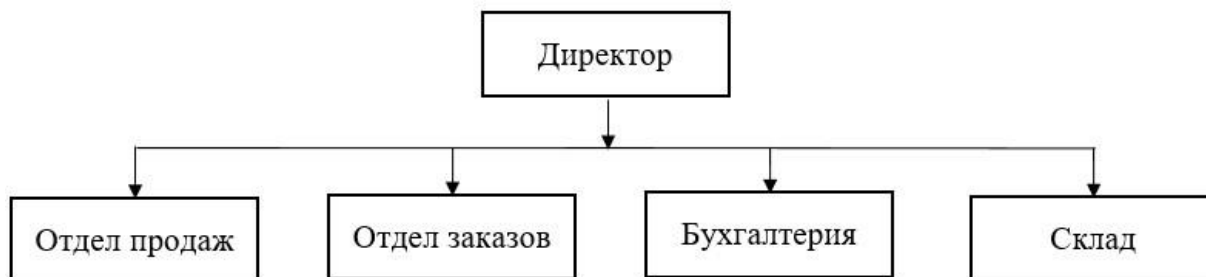 Директор
Отдел продаж
Отдел заказов
Бухгалтерия
Склад